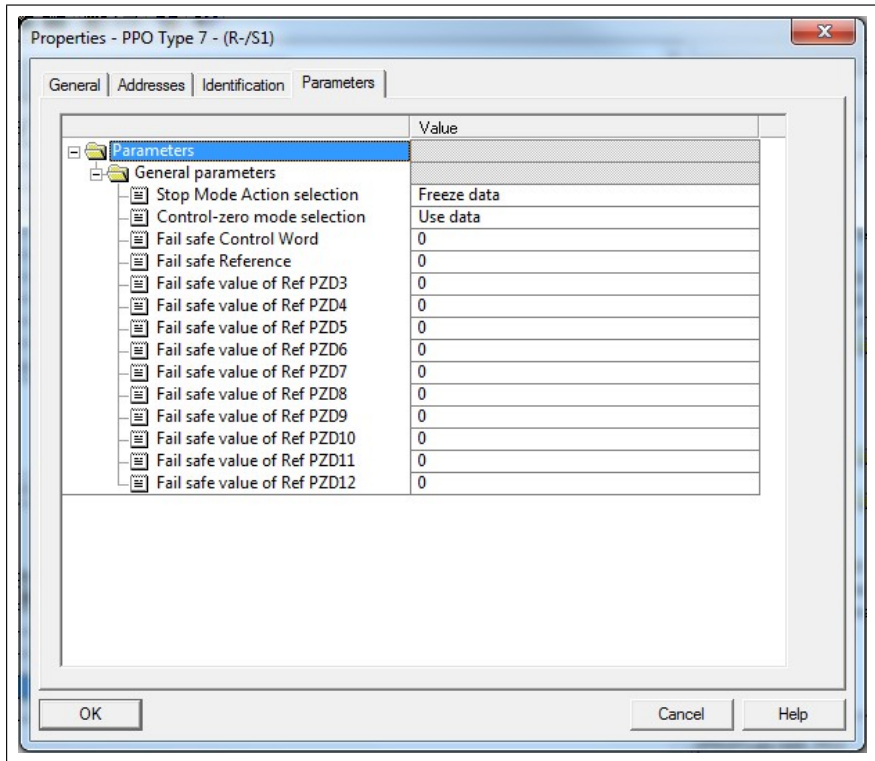 Properties - PPO Type 7 - (R-/S1)
General Addresses Identification Parameters
Value
Parameters
General parameters
Stop Mode Action selection Freeze data
Control-zero mode selection Use data
Fail safe Control Word 0
Fail safe Reference 0
Fail safe value of Ref PZD3 0
Fail safe value of Ref PZD4 0
Fail safe value of Ref PZD5 0
Fail safe value of Ref PZD6 0
Fail safe value of Ref PZD7 0
Fail safe value of Ref PZD8 0
Fail safe value of Ref PZD9 0
Fail safe value of Ref PZD10 0
Fail safe value of Ref PZD11 0
Fail safe value of Ref PZD12 0
OK Cancel Help